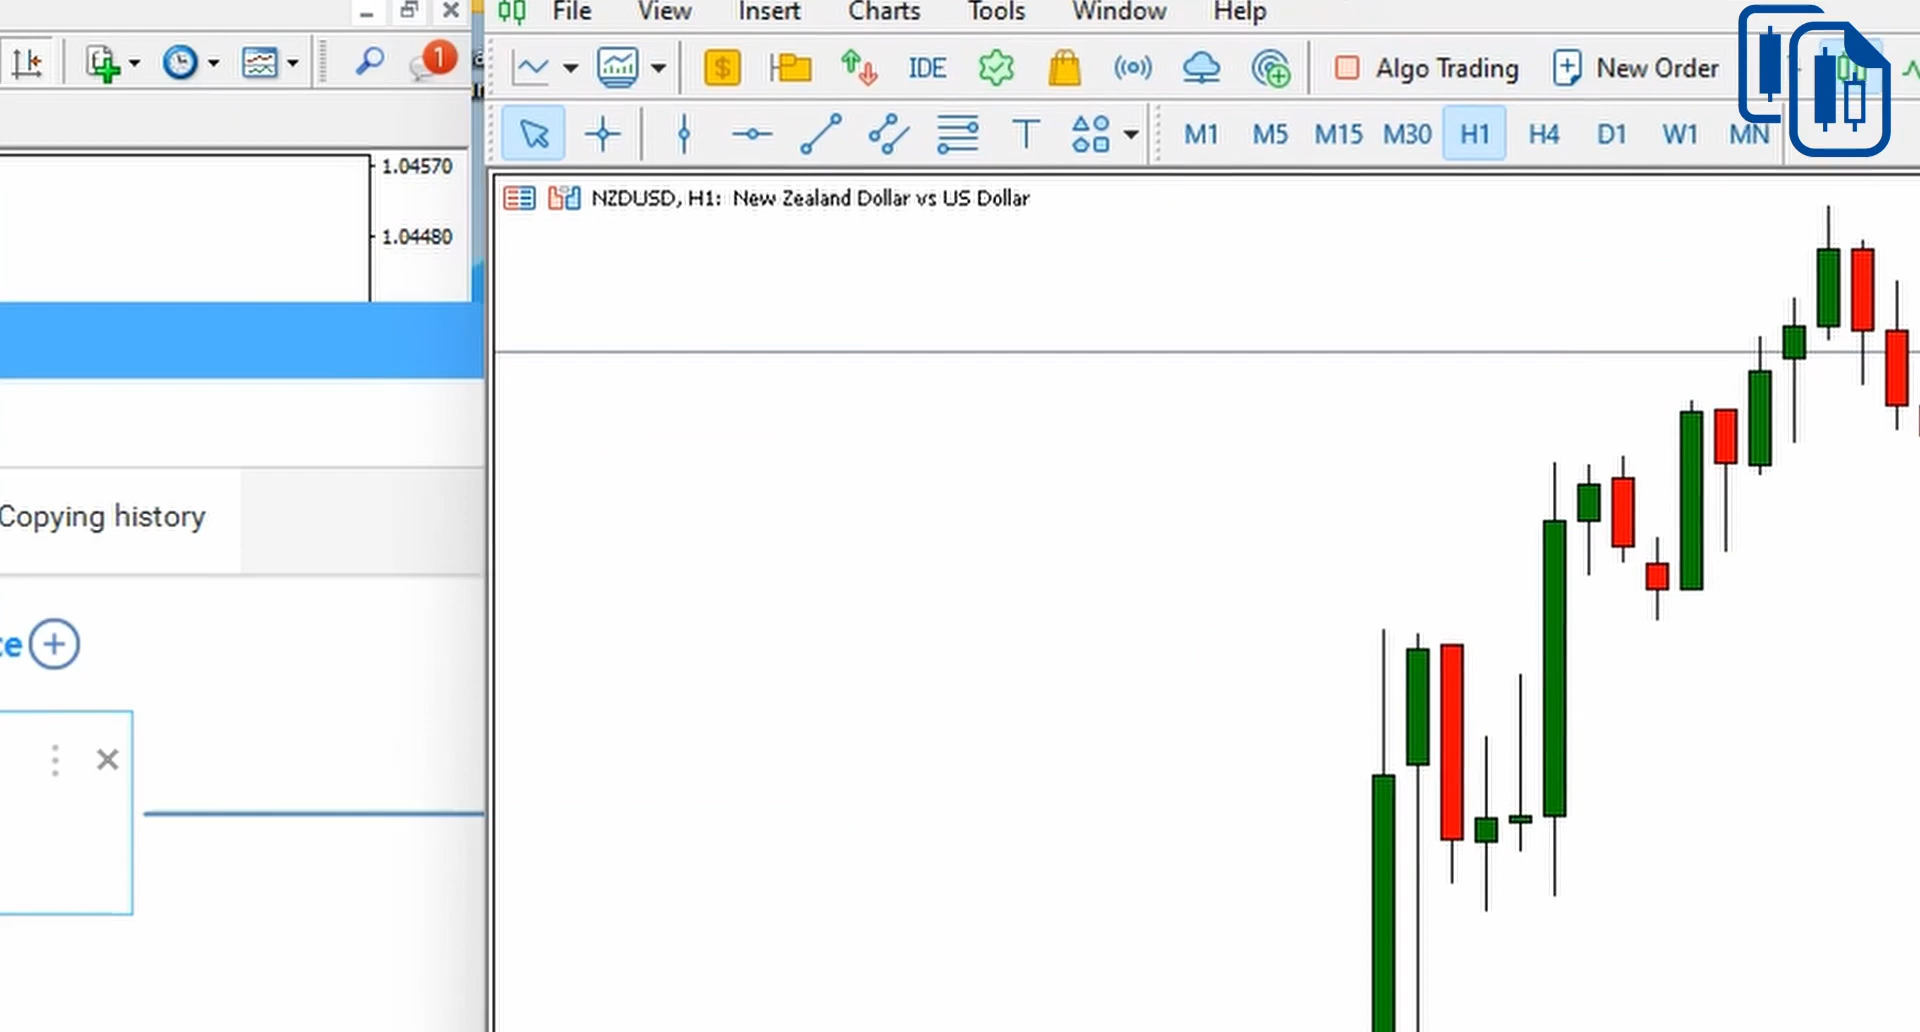 File View Insert Charts Tools Window Help
1
IDE Algo Trading New Order
M1 M5 M15 M30 H1 H4 D1 W1 MN
1.04570
1.04480
NZDUSD, H1: New Zealand Dollar vs US Dollar
Copying history